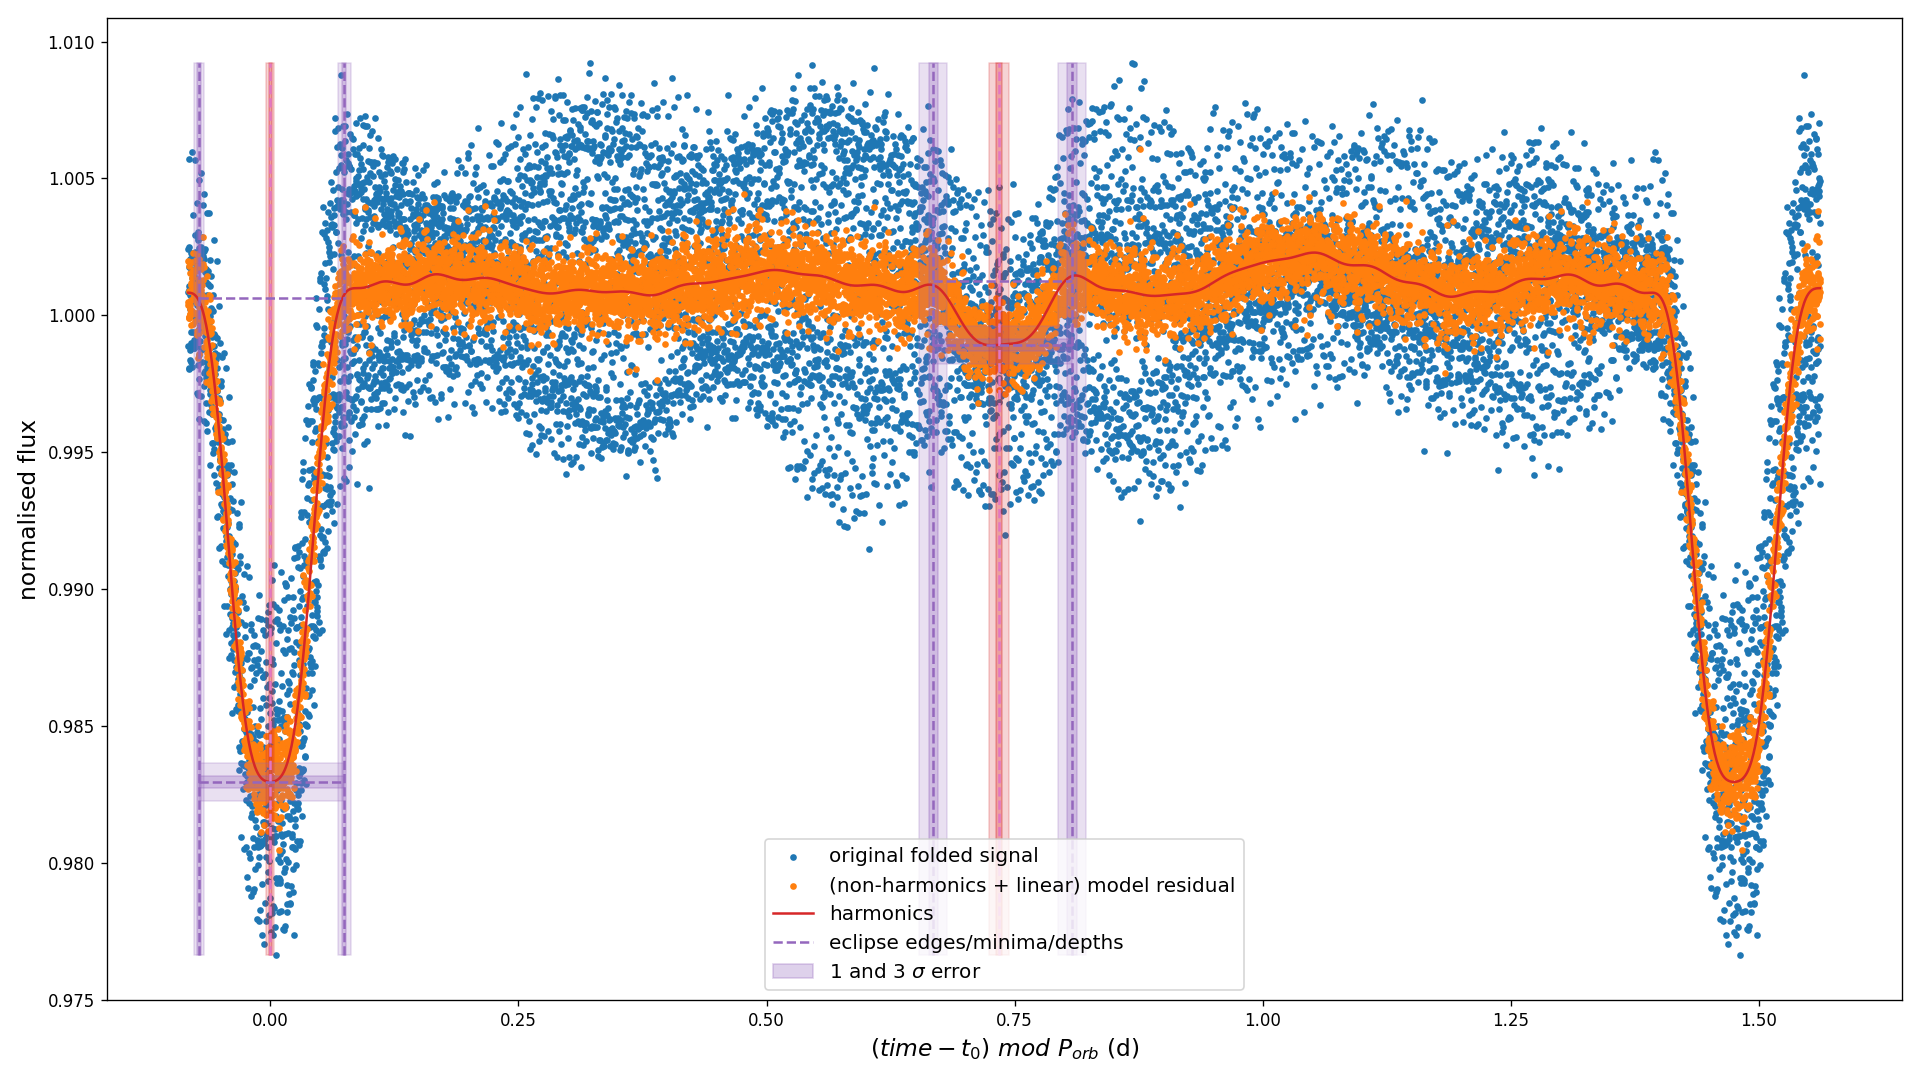 1.010
1.005
1.000
0.995
0.990
0.985
0.980
0.975
normalised flux
original folded signal
(non-harmonics + linear) model residual
harmonics
eclipse edges/minima/depths
1 and 3 σ error
0.00 0.25 0.50 0.75 1.00 1.25 1.50
(time − t₀) mod Pₒᵣb (d)